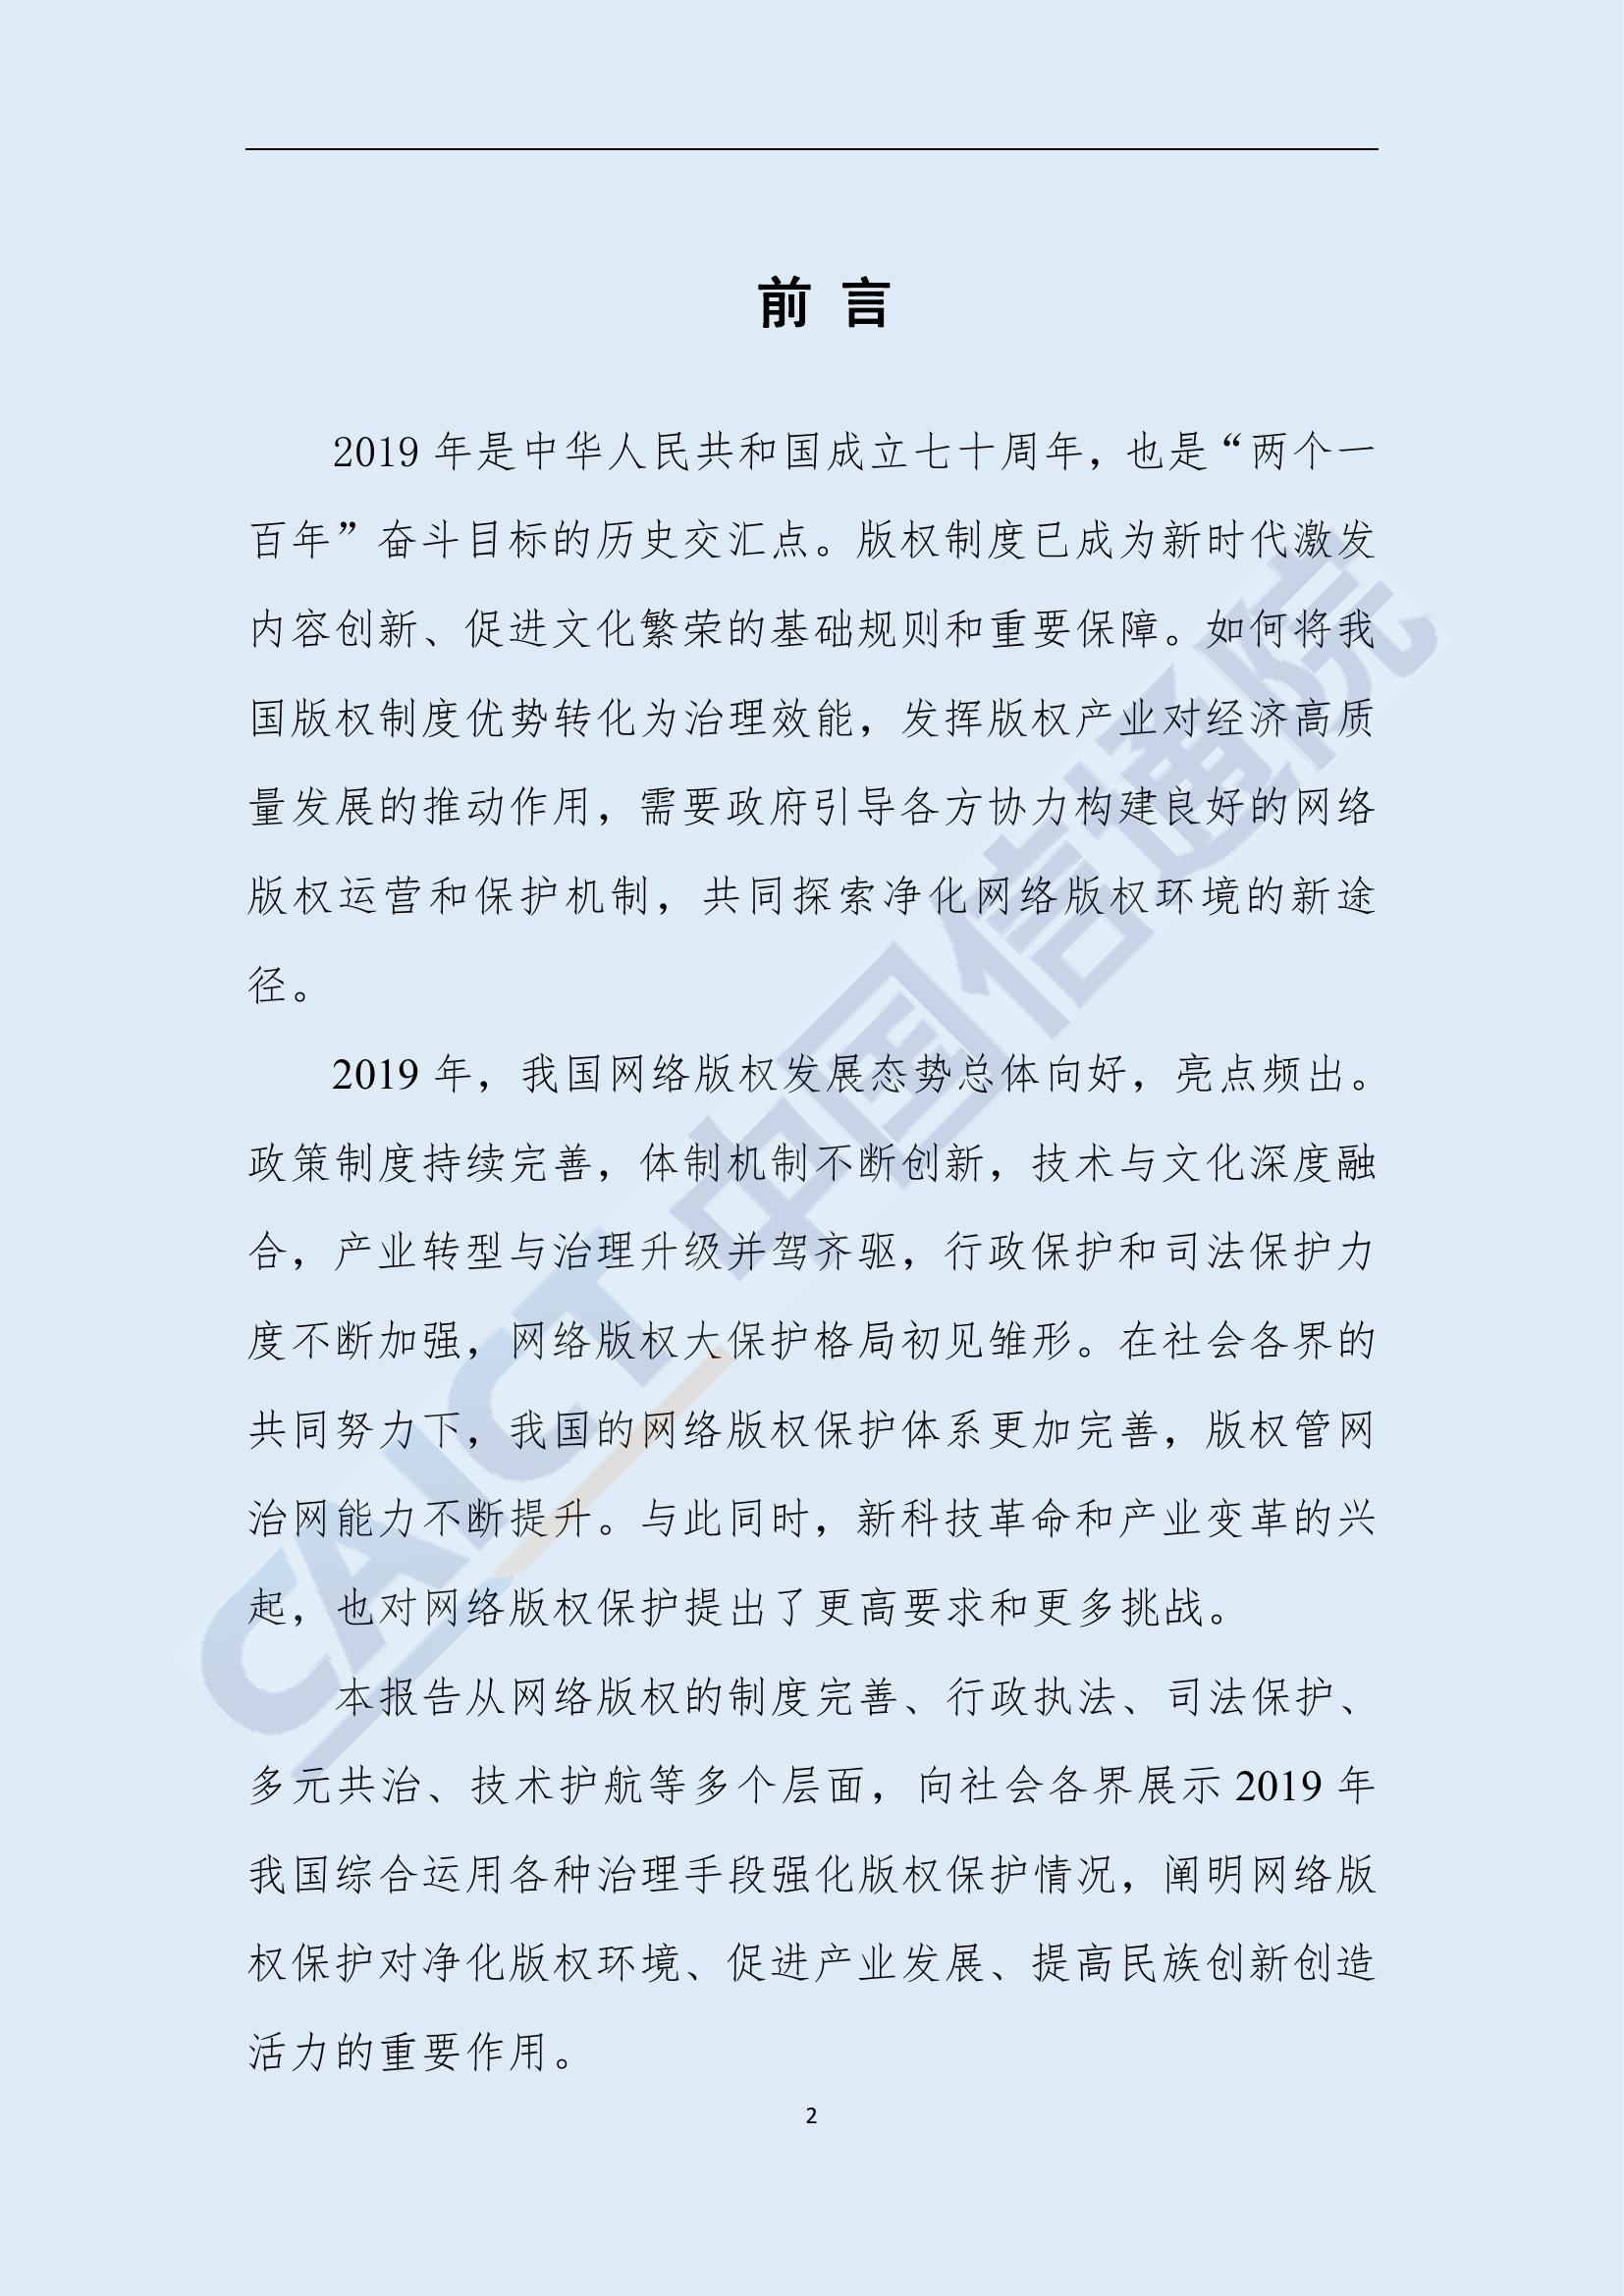 前 言
2019 年是中华人民共和国成立七十周年，也是“两个一
百年”奋斗目标的历史交汇点。版权制度已成为新时代激发
内容创新、促进文化繁荣的基础规则和重要保障。如何将我
国版权制度优势转化为治理效能，发挥版权产业对经济高质
量发展的推动作用，需要政府引导各方协力构建良好的网络
版权运营和保护机制，共同探索净化网络版权环境的新途
径。
2019 年，我国网络版权发展态势总体向好，亮点频出。
政策制度持续完善，体制机制不断创新，技术与文化深度融
合，产业转型与治理升级并驾齐驱，行政保护和司法保护力
度不断加强，网络版权大保护格局初见雏形。在社会各界的
共同努力下，我国的网络版权保护体系更加完善，版权管网
治网能力不断提升。与此同时，新科技革命和产业变革的兴
起，也对网络版权保护提出了更高要求和更多挑战。
本报告从网络版权的制度完善、行政执法、司法保护、
多元共治、技术护航等多个层面，向社会各界展示 2019 年
我国综合运用各种治理手段强化版权保护情况，阐明网络版
权保护对净化版权环境、促进产业发展、提高民族创新创造
活力的重要作用。
2
CAICT 中国信通院